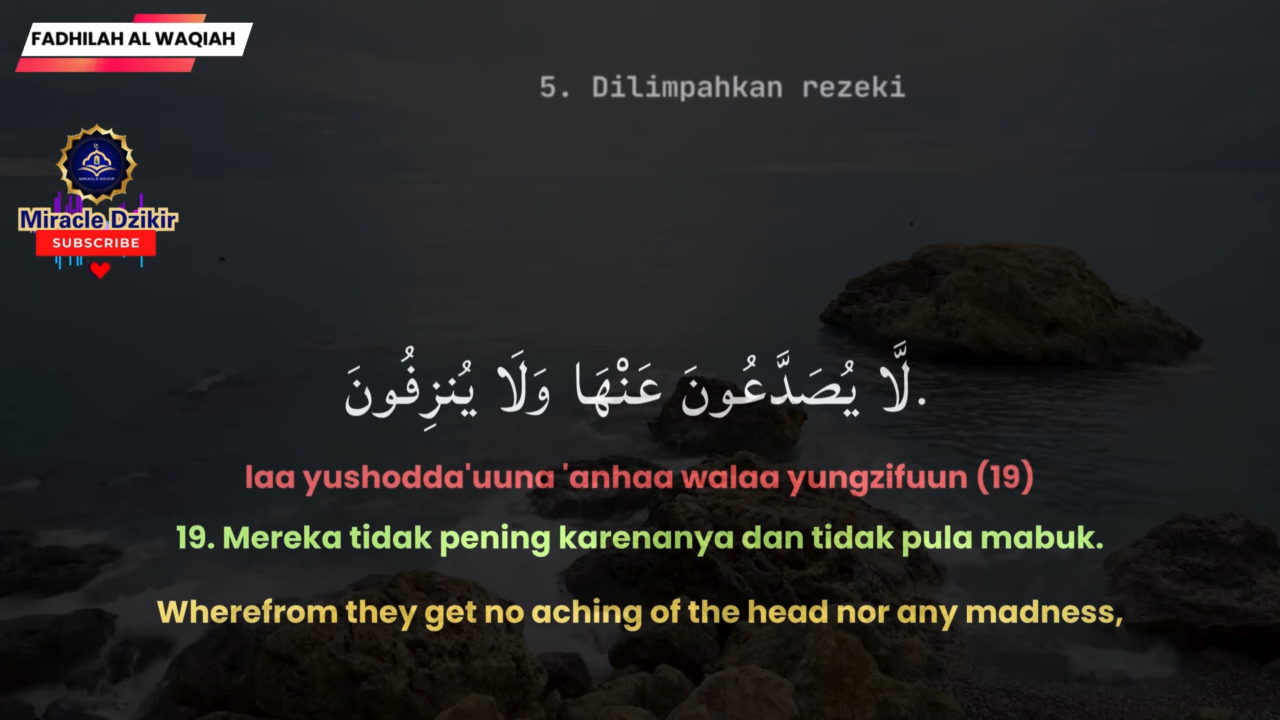 FADHILAH AL WAQIAH
5. Dilimpahkan rezeki
MIRACLE DZIKIR
Miracle Dzikir
SUBSCRIBE
لَّا يُصَدَّعُونَ عَنْهَا وَلَا يُنزِفُونَ.
laa yushodda'uuna 'anhaa walaa yungzifuun (19)
19. Mereka tidak pening karenanya dan tidak pula mabuk.
Wherefrom they get no aching of the head nor any madness,